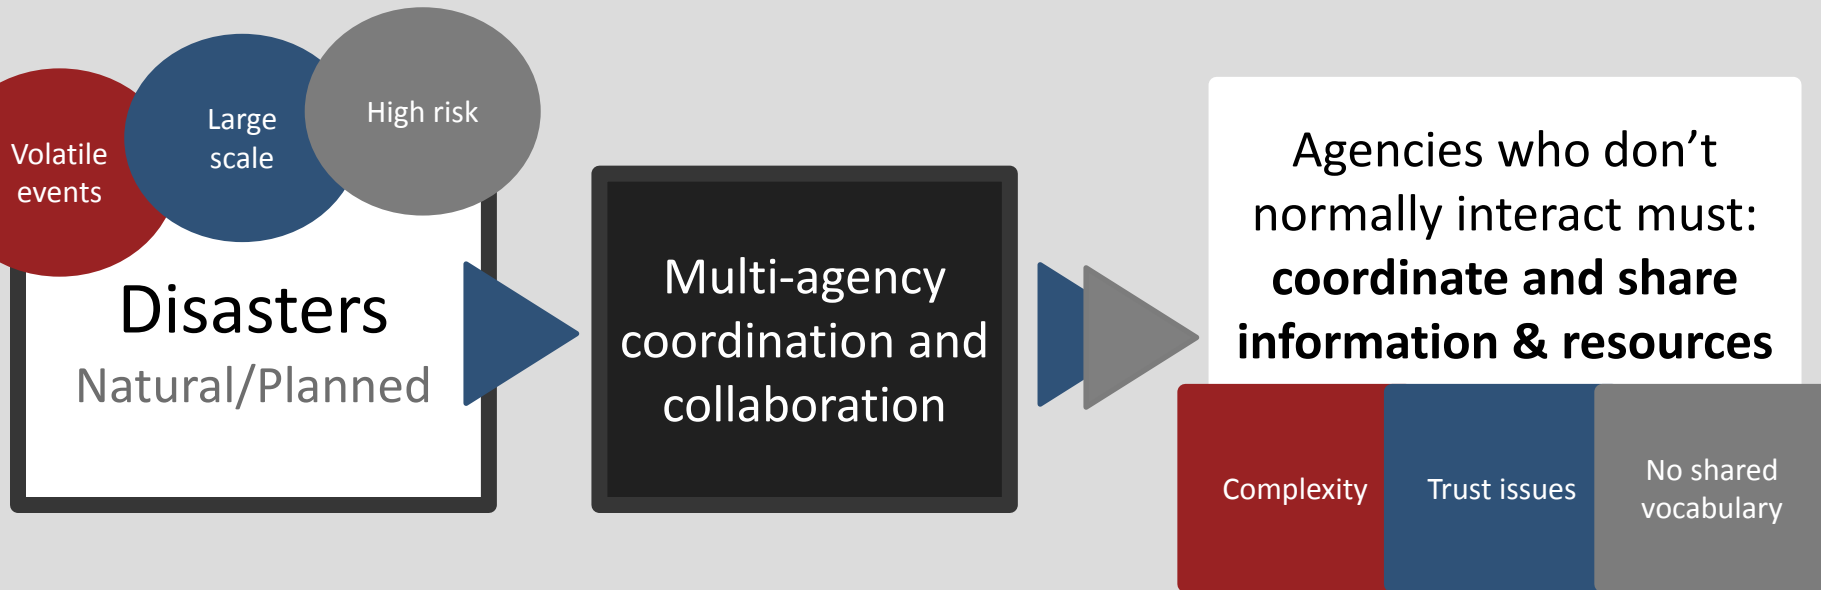 Volatile
events
Large
scale
High risk
Disasters
Natural/Planned
Multi-agency
coordination and
collaboration
Agencies who don’t
normally interact must:
coordinate and share
information & resources
Complexity
Trust issues
No shared
vocabulary